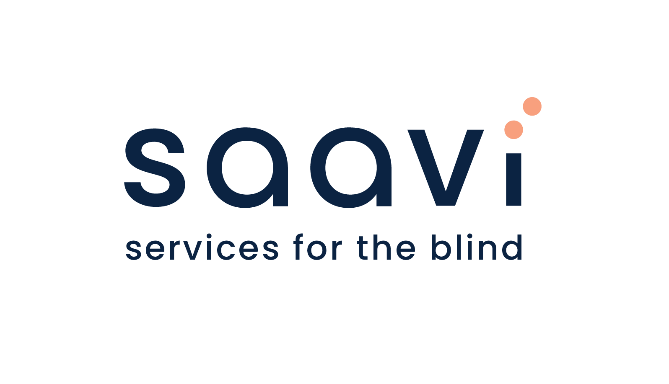 saavi
services for the blind